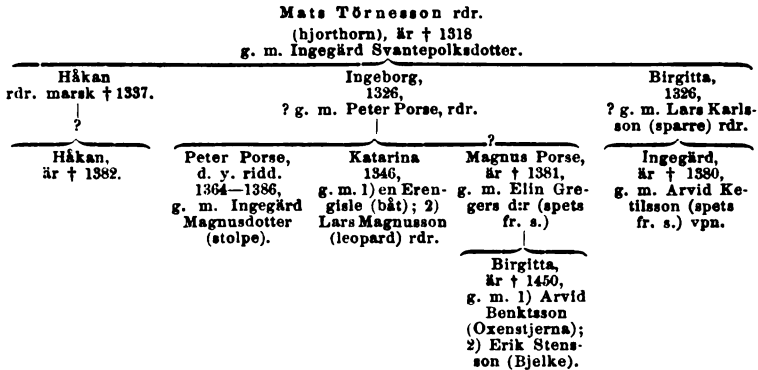 Mats Törnesson rdr.
(hjorthorn), är † 1318
g. m. Ingegärd Svantepolksdotter.
Håkan
rdr. marsk † 1337.
?
Håkan,
är † 1382.
Ingeborg,
1326,
? g. m. Peter Porse, rdr.
Peter Porse,
d. y. ridd.
1364—1386,
g. m. Ingegärd
Magnusdotter
(stolpe).
Katarina
1346,
g. m. 1) en Eren-
gisle (båt); 2)
Lars Magnusson
(leopard) rdr.
?
Magnus Porse,
är † 1381,
g. m. Elin Gre-
gers d:r (spets
fr. s.)
Birgitta,
är † 1450,
g. m. 1) Arvid
Benktsson
(Oxenstjerna);
2) Erik Stens-
son (Bjelke).
Birgitta,
1326,
? g. m. Lars Karls-
son (sparre) rdr.
Ingegärd,
är † 1380,
g. m. Arvid Ke-
tilsson (spets
fr. s.) vpn.